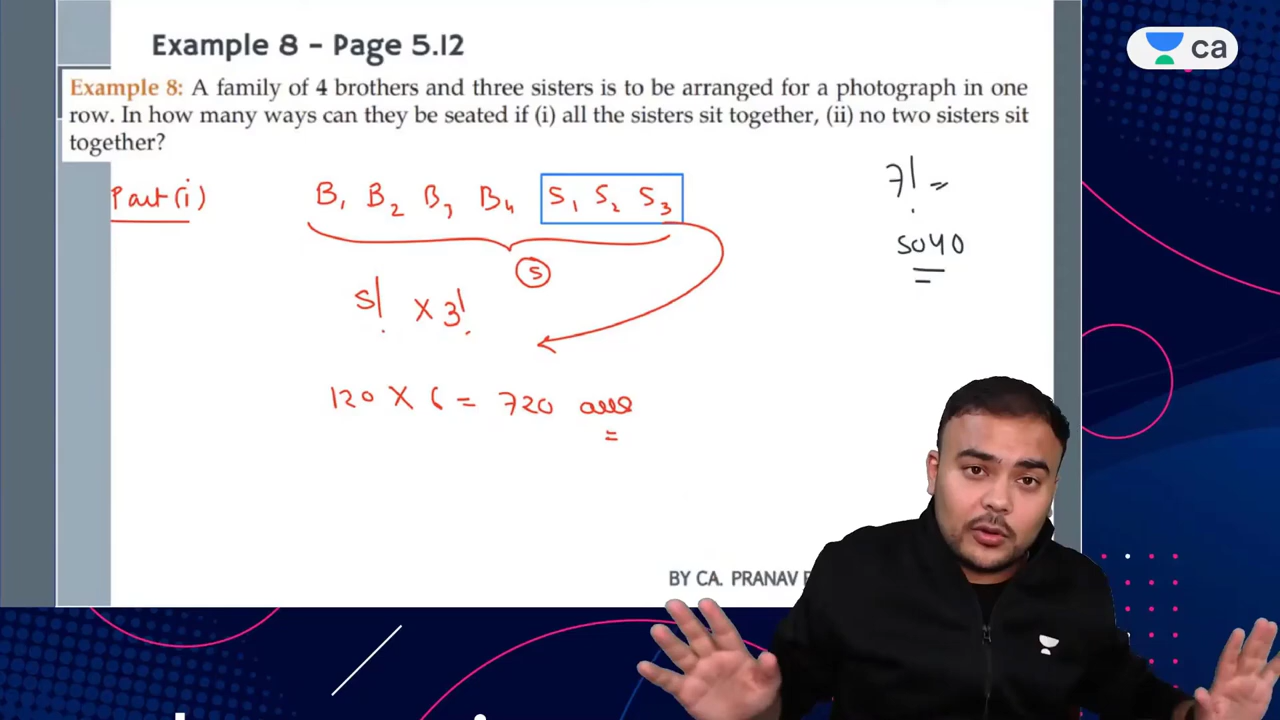 Example 8 - Page 5.12
ca
Example 8: A family of 4 brothers and three sisters is to be arranged for a photograph in one
row. In how many ways can they be seated if (i) all the sisters sit together, (ii) no two sisters sit
together?
Part (i)
B1 B2 B3 B4 S1 S2 S3
7! =
5040
5
5! X 3!
120 X 6 = 720 ans
BY CA. PRANAV